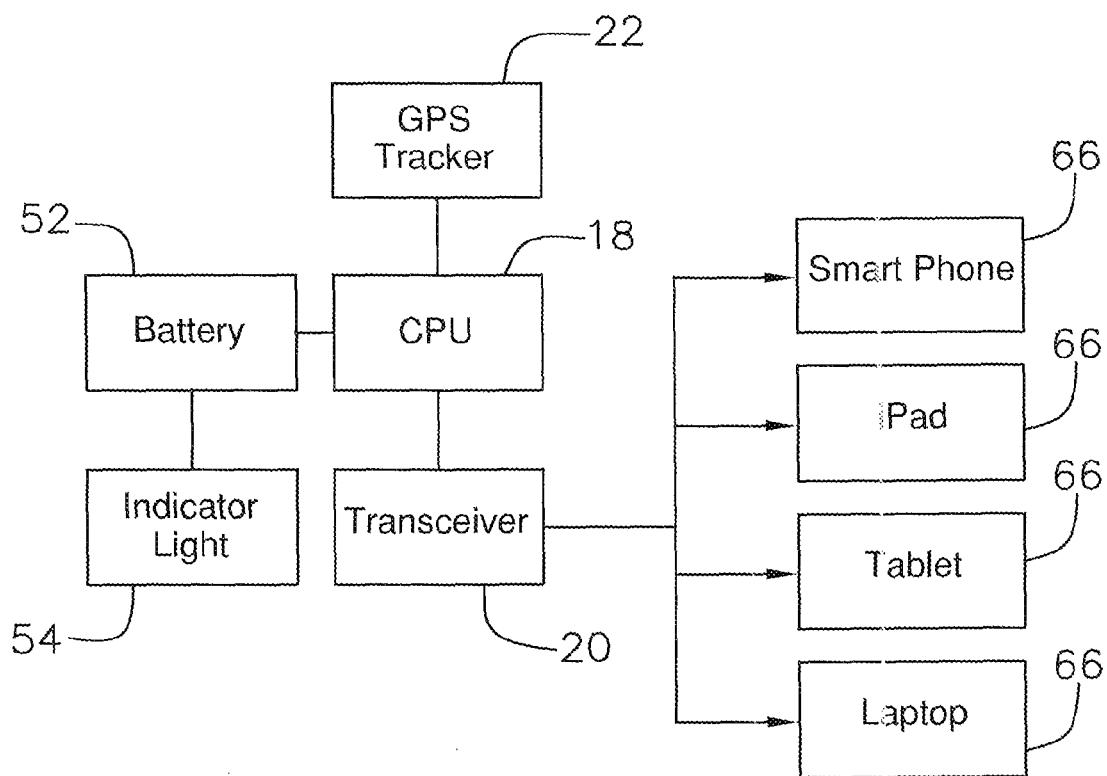 22
GPS
Tracker
66
52
18
Smart Phone
Battery
CPU
66
iPad
66
Indicator
Light
Transceiver
Tablet
54
20
66
Laptop